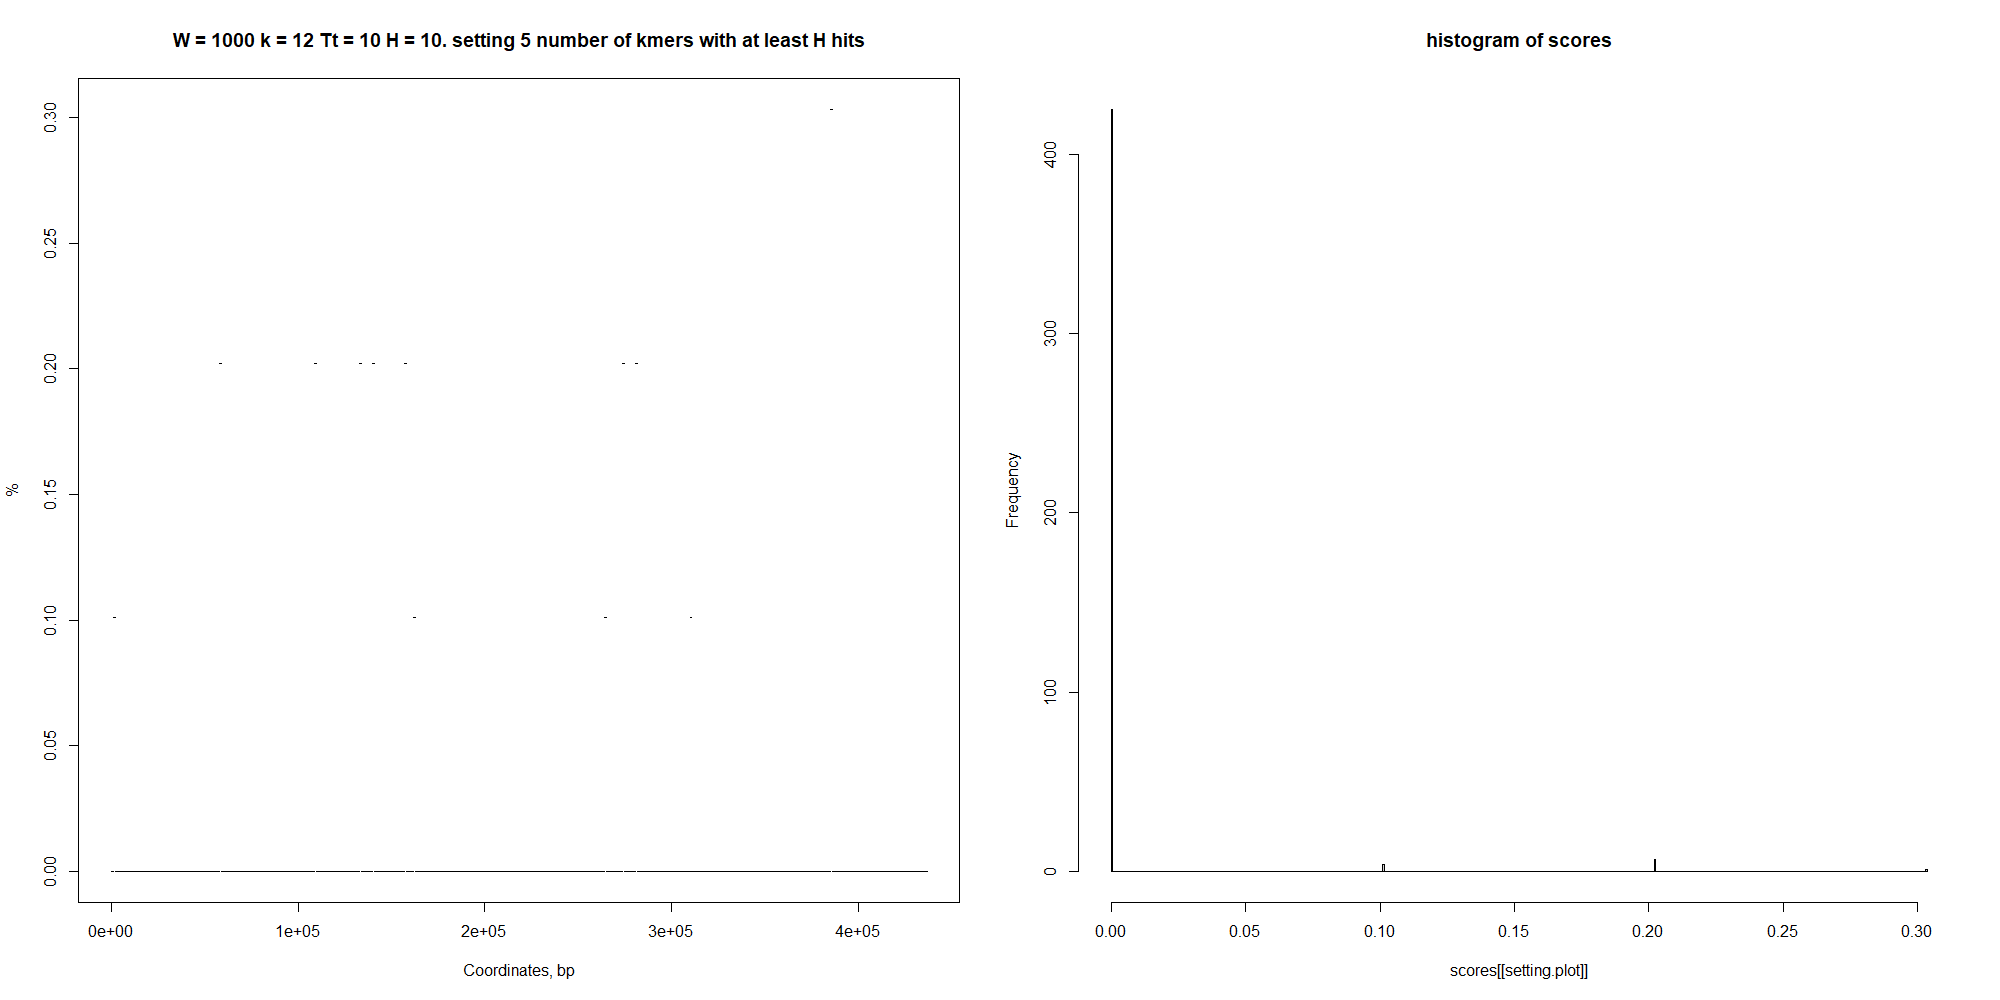 W = 1000 k = 12 Tt = 10 H = 10. setting 5 number of kmers with at least H hits
%
0.30
0.25
0.20
0.15
0.10
0.05
0.00
0e+00 1e+05 2e+05 3e+05 4e+05
Coordinates, bp
histogram of scores
Frequency
400
300
200
100
0
0.00 0.05 0.10 0.15 0.20 0.25 0.30
scores[[setting.plot]]